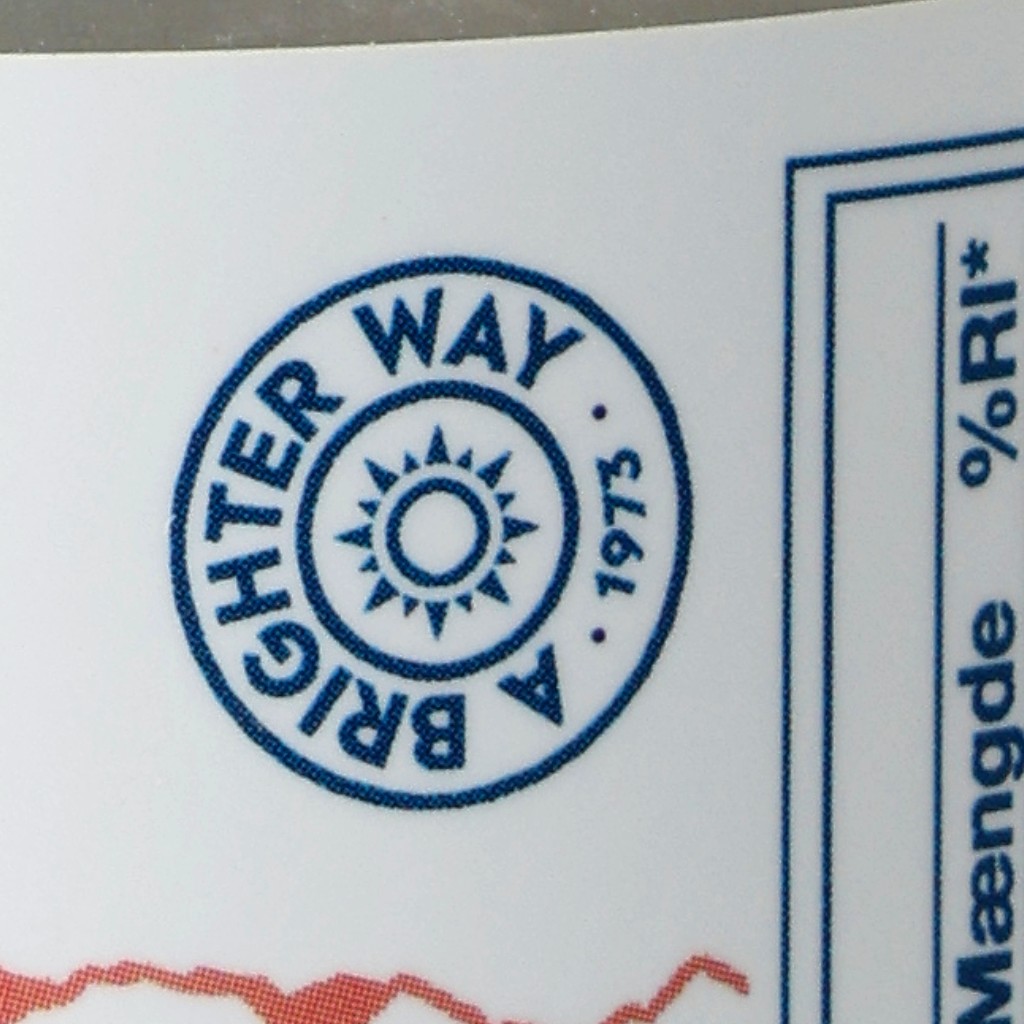 A BRIGHTER WAY
• 1973 •
Mængde %RI*